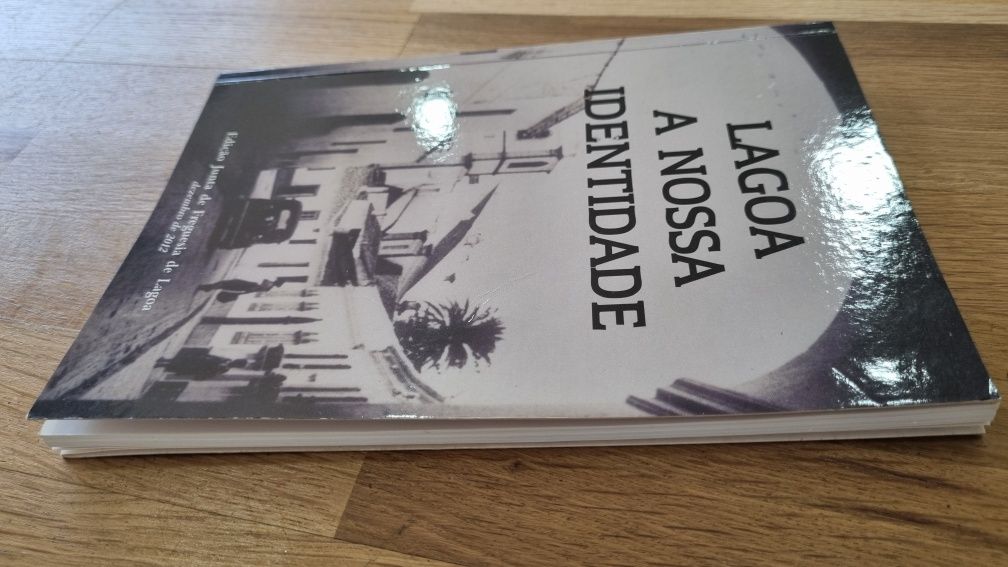 LAGOA
A NOSSA
IDENTIDADE
Edição Junta de Freguesia de Lagoa
dezembro de 2012